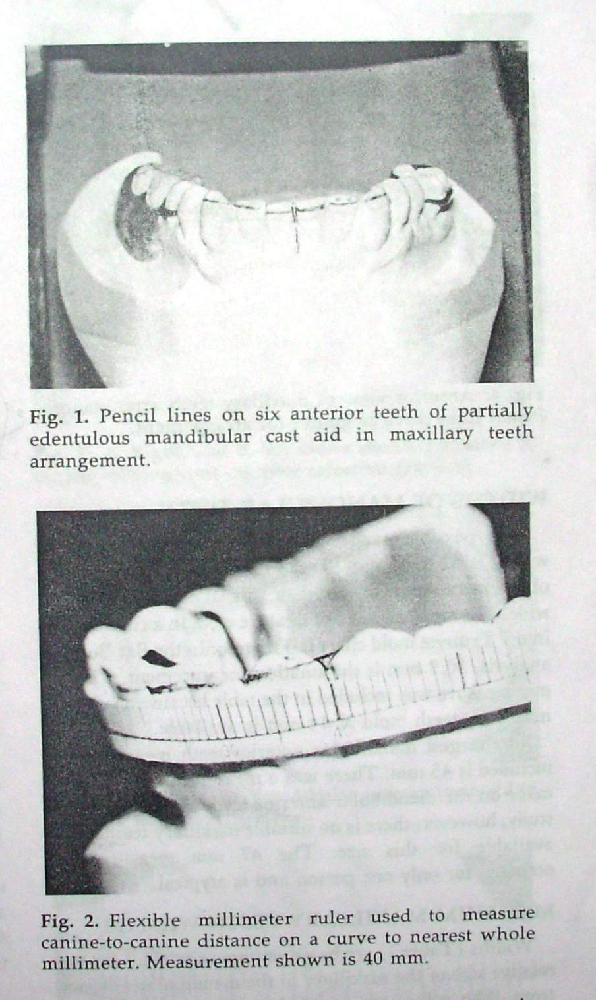 Fig. 1. Pencil lines on six anterior teeth of partially
edentulous mandibular cast aid in maxillary teeth
arrangement.
Fig. 2. Flexible millimeter ruler used to measure
canine-to-canine distance on a curve to nearest whole
millimeter. Measurement shown is 40 mm.